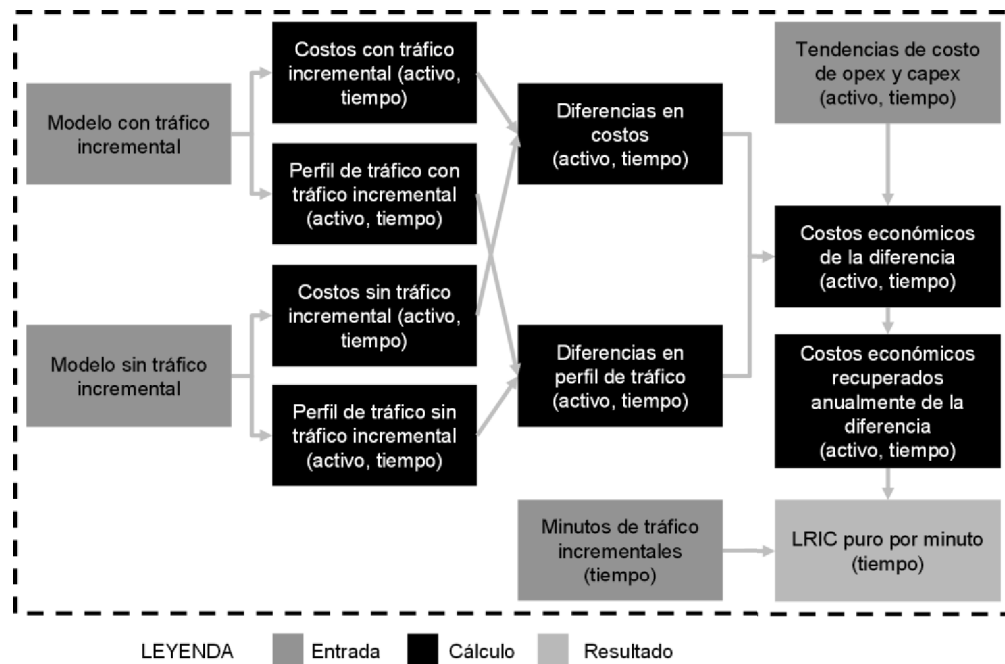 Costos con tráfico
incremental (activo,
tiempo)
Modelo con tráfico
incremental
Perfil de tráfico con
tráfico incremental
(activo, tiempo)
Costos sin tráfico
incremental (activo,
tiempo)
Modelo sin tráfico
incremental
Perfil de tráfico sin
tráfico incremental
(activo, tiempo)
Diferencias en
costos
(activo, tiempo)
Diferencias en
perfil de tráfico
(activo, tiempo)
Tendencias de costo
de opex y capex
(activo, tiempo)
Costos económicos
de la diferencia
(activo, tiempo)
Costos económicos
recuperados
anualmente de la
diferencia
(activo, tiempo)
Minutos de tráfico
incrementales
(tiempo)
LRIC puro por minuto
(tiempo)
LEYENDA
Entrada
Cálculo
Resultado